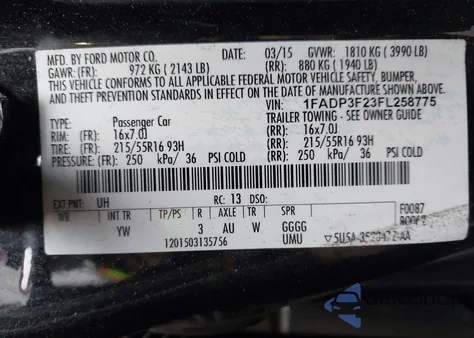 MFD. BY FORD MOTOR CO. DATE: 03/15 GVWR: 1810 KG ( 3990 LB)
GAWR: (FR): 972 KG ( 2143 LB) (RR): 880 KG ( 1940 LB)
THIS VEHICLE CONFORMS TO ALL APPLICABLE FEDERAL MOTOR VEHICLE SAFETY, BUMPER,
AND THEFT PREVENTION STANDARDS IN EFFECT ON THE DATE OF MANUFACTURE SHOWN ABOVE.
VIN: 1FADP3F23FL258775
TYPE: Passenger Car TRAILER TOWING - SEE OWNER GUIDE
RIM: (FR): 16x7.0J (RR): 16x7.0J
TIRE: (FR): 215/55R16 93H (RR): 215/55R16 93H
PRESSURE: (FR): 250 kPa/ 36 PSI COLD (RR): 250 kPa/ 36 PSI COLD
EXT PNT: UH RC: 13 DSO:
WB INT TR TP/PS R AXLE TR SPR F0087
YW 3 AU W GGGG
1201503135756 UMU ▽5U5A
autoshop